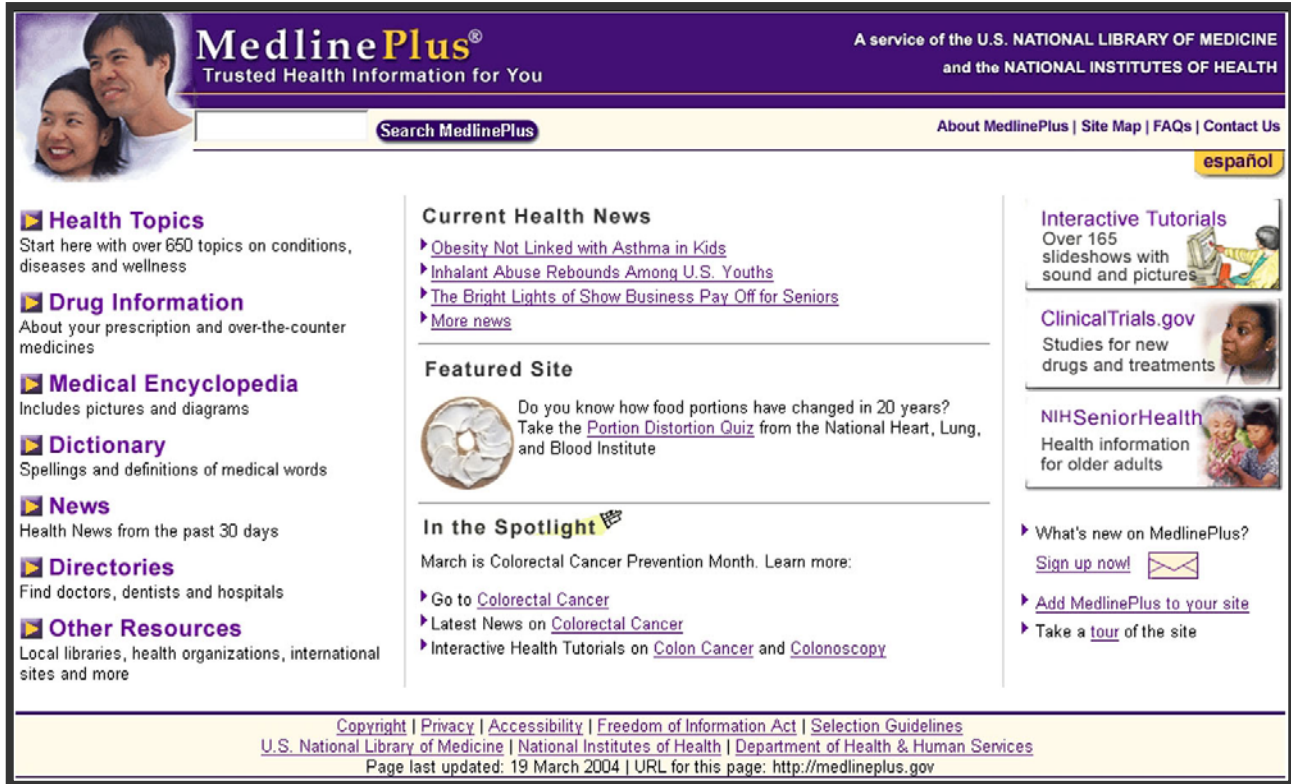 MedlinePlus®
Trusted Health Information for You
A service of the U.S. NATIONAL LIBRARY OF MEDICINE
and the NATIONAL INSTITUTES OF HEALTH
Search MedlinePlus
About MedlinePlus | Site Map | FAQs | Contact Us
español
Health Topics
Start here with over 650 topics on conditions,
diseases and wellness
Drug Information
About your prescription and over-the-counter
medicines
Medical Encyclopedia
Includes pictures and diagrams
Dictionary
Spellings and definitions of medical words
News
Health News from the past 30 days
Directories
Find doctors, dentists and hospitals
Other Resources
Local libraries, health organizations, international
sites and more
Current Health News
Obesity Not Linked with Asthma in Kids
Inhalant Abuse Rebounds Among U.S. Youths
The Bright Lights of Show Business Pay Off for Seniors
More news
Featured Site
Do you know how food portions have changed in 20 years?
Take the Portion Distortion Quiz from the National Heart, Lung,
and Blood Institute
In the Spotlight
March is Colorectal Cancer Prevention Month. Learn more:
Go to Colorectal Cancer
Latest News on Colorectal Cancer
Interactive Health Tutorials on Colon Cancer and Colonoscopy
Interactive Tutorials
Over 165
slideshows with
sound and pictures
ClinicalTrials.gov
Studies for new
drugs and treatments
NIHSeniorHealth
Health information
for older adults
What's new on MedlinePlus?
Sign up now!
Add MedlinePlus to your site
Take a tour of the site
Copyright | Privacy | Accessibility | Freedom of Information Act | Selection Guidelines
U.S. National Library of Medicine | National Institutes of Health | Department of Health & Human Services
Page last updated: 19 March 2004 | URL for this page: http://medlineplus.gov